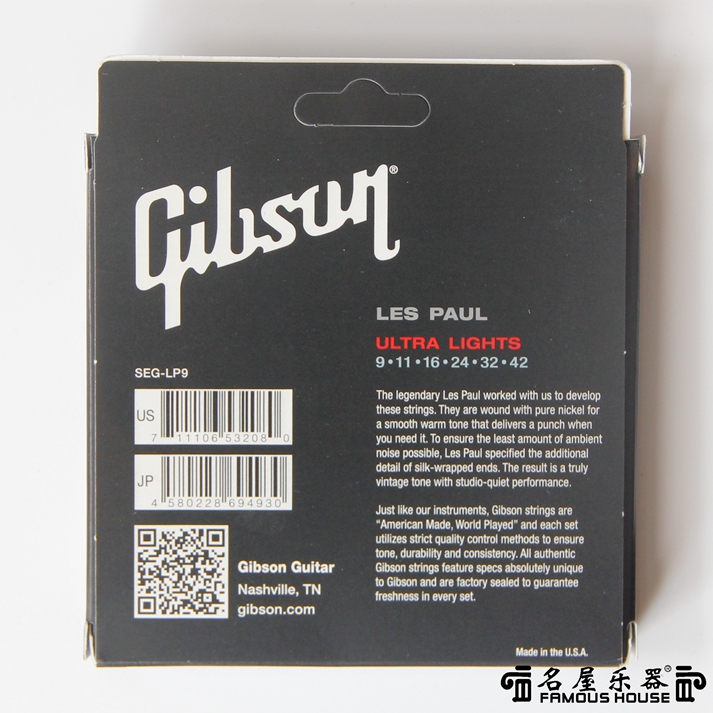 Gibson®
LES PAUL
ULTRA LIGHTS
9•11•16•24•32•42
SEG-LP9
US
7 11106 53208 0
JP
4 580228 694930
The legendary Les Paul worked with us to develop
these strings. They are wound with pure nickel for
a smooth warm tone that delivers a punch when
you need it. To ensure the least amount of ambient
noise possible, Les Paul specified the additional
detail of silk-wrapped ends. The result is a truly
vintage tone with studio-quiet performance.
Just like our instruments, Gibson strings are
“American Made, World Played” and each set
utilizes strict quality control methods to ensure
tone, durability and consistency. All authentic
Gibson strings feature specs absolutely unique
to Gibson and are factory sealed to guarantee
freshness in every set.
Gibson Guitar
Nashville, TN
gibson.com
Made in the U.S.A.
名屋乐器®
FAMOUS HOUSE